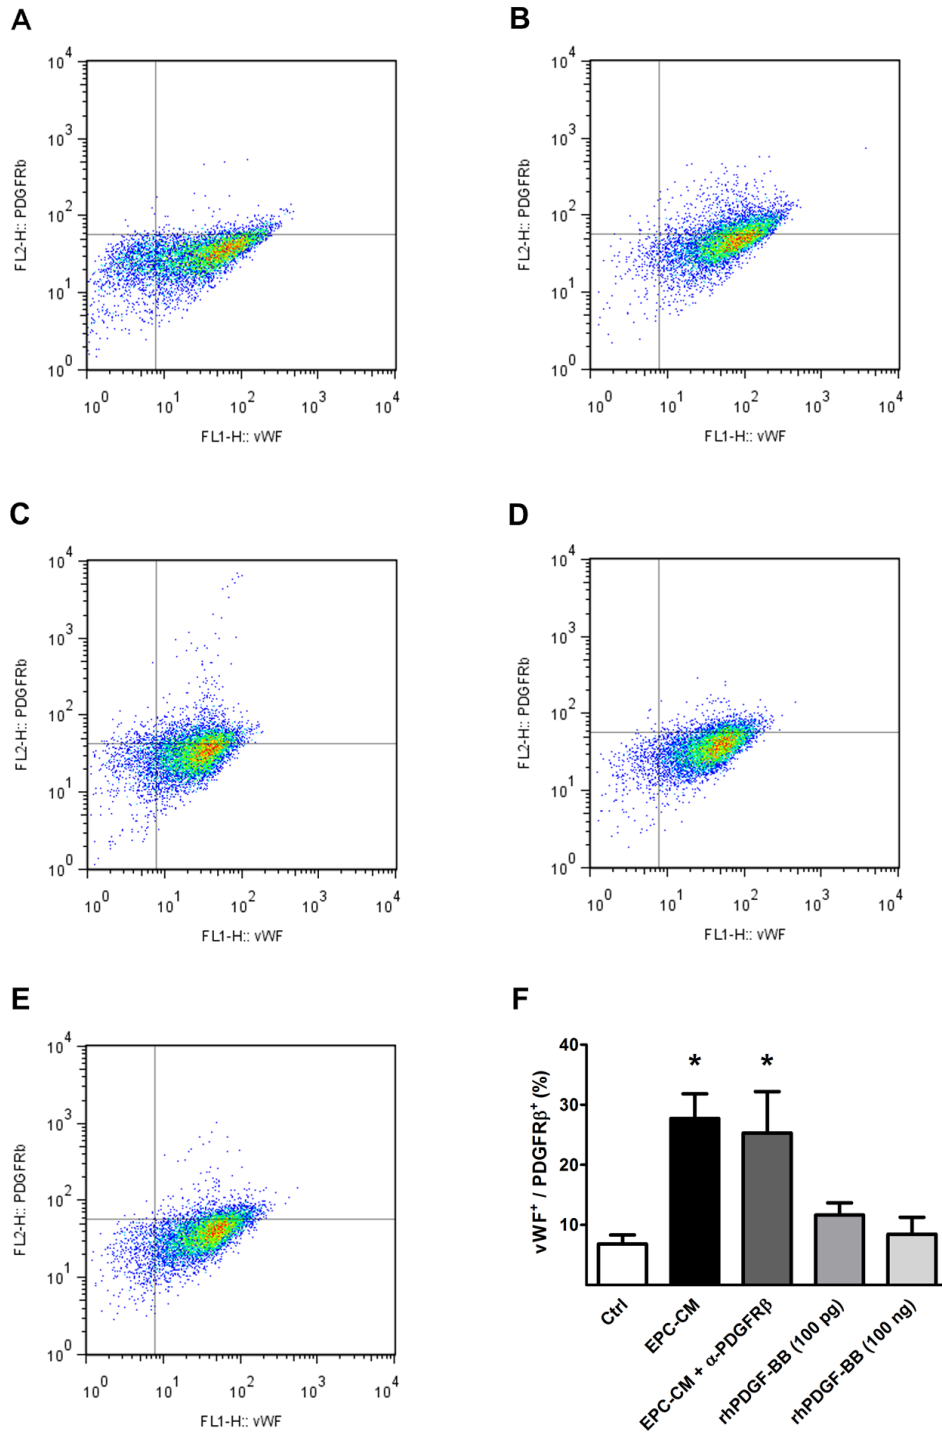 A
10^4
10^3
10^2
10^1
10^0
FL2-H:: PDGFRb
10^0 10^1 10^2 10^3 10^4
FL1-H:: vWF
B
10^4
10^3
10^2
10^1
10^0
FL2-H:: PDGFRb
10^0 10^1 10^2 10^3 10^4
FL1-H:: vWF
C
10^4
10^3
10^2
10^1
10^0
FL2-H:: PDGFRb
10^0 10^1 10^2 10^3 10^4
FL1-H:: vWF
D
10^4
10^3
10^2
10^1
10^0
FL2-H:: PDGFRb
10^0 10^1 10^2 10^3 10^4
FL1-H:: vWF
E
10^4
10^3
10^2
10^1
10^0
FL2-H:: PDGFRb
10^0 10^1 10^2 10^3 10^4
FL1-H:: vWF
F
40
30
20
10
vWF⁺ / PDGFRβ⁺ (%)
* *
Ctrl
EPC-CM
EPC-CM + α-PDGFRβ
rhPDGF-BB (100 pg)
rhPDGF-BB (100 ng)